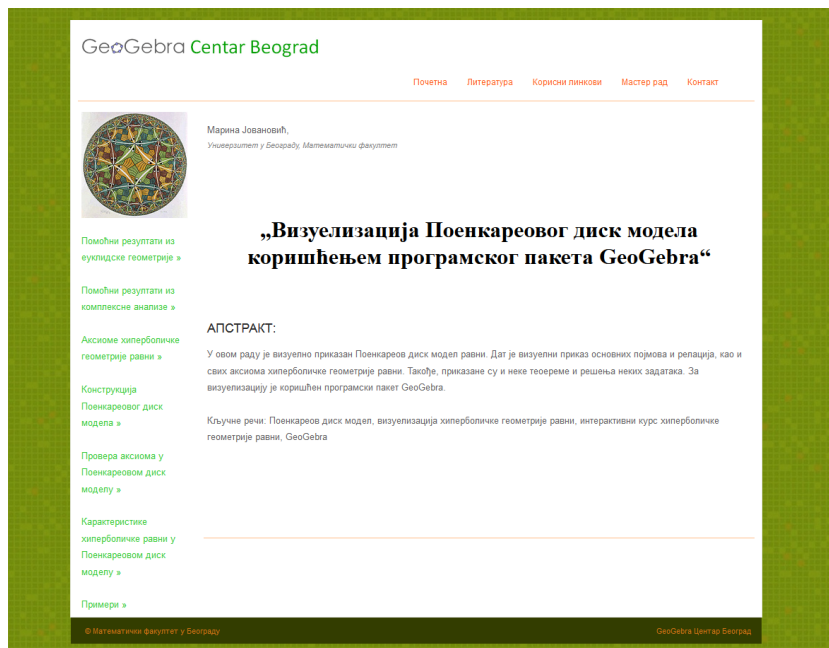 GeoGebra Centar Beograd
Почетна Литература Корисни линкови Мастер рад Контакт
Марина Јовановић,
Универзитет у Београду, Математички факултет
„Визуелизација Поенкареовог диск модела
коришћењем програмског пакета GeoGebra“
АПСТРАКТ:
У овом раду је визуелно приказан Поенкареов диск модел равни. Дат је визуелни приказ основних појмова и релација, као и
свих аксиома хиперболичке геометрије равни. Такође, приказане су и неке теоереме и решења неких задатака. За
визуелизацију је коришћен програмски пакет GeoGebra.
Кључне речи: Поенкареов диск модел, визуелизација хиперболичке геометрије равни, интерактивни курс хиперболичке
геометрије равни, GeoGebra
Помоћни резултати из
еуклидске геометрије »
Помоћни резултати из
комплексне анализе »
Аксиоме хиперболичке
геометрије равни »
Конструкција
Поенкареовог диск
модела »
Провера аксиома у
Поенкареовом диск
моделу »
Карактеристике
хиперболичке равни у
Поенкареовом диск
моделу »
Примери »
© Математички факултет у Београду
GeoGebra Центар Београд